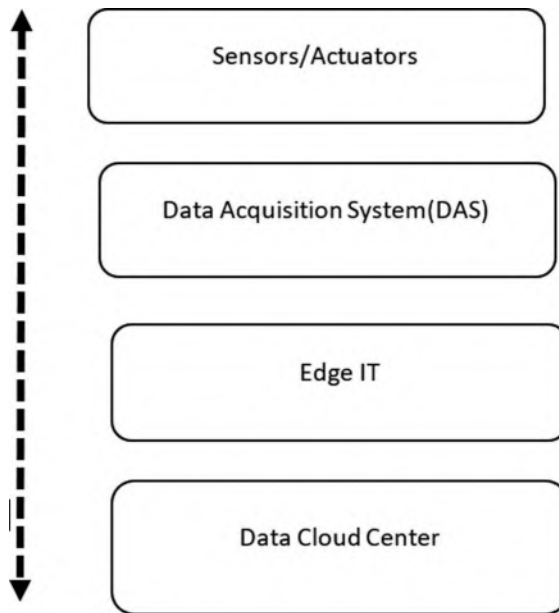 Sensors/Actuators
Data Acquisition System(DAS)
Edge IT
Data Cloud Center